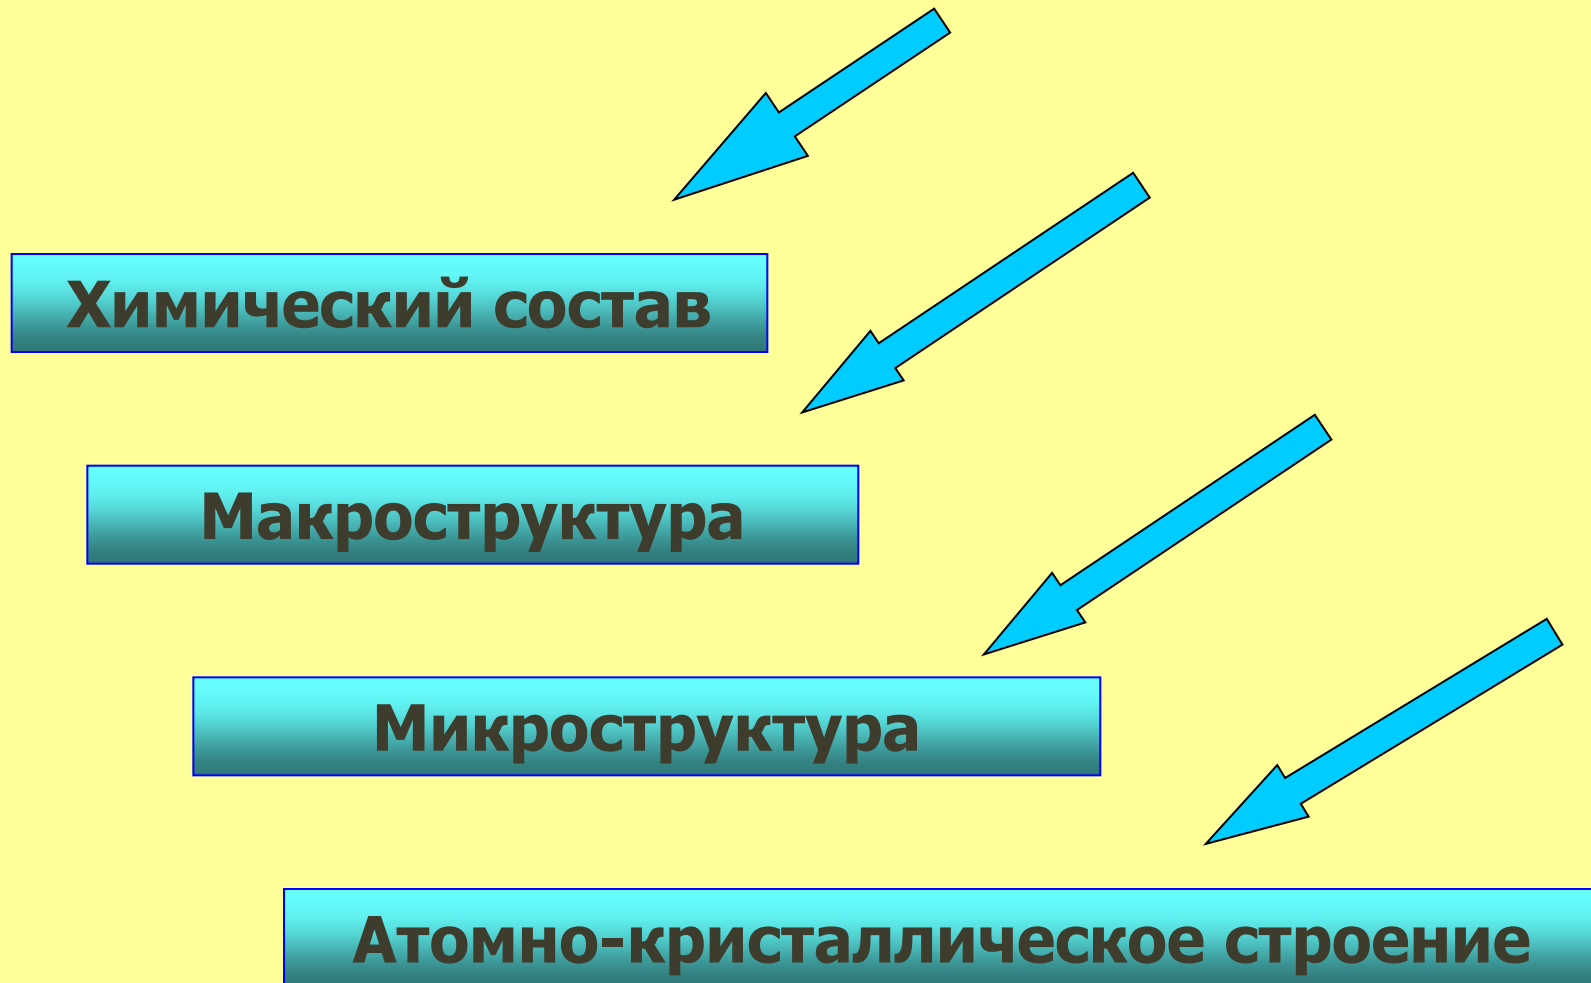 Химический состав
Макроструктура
Микроструктура
Атомно-кристаллическое строение